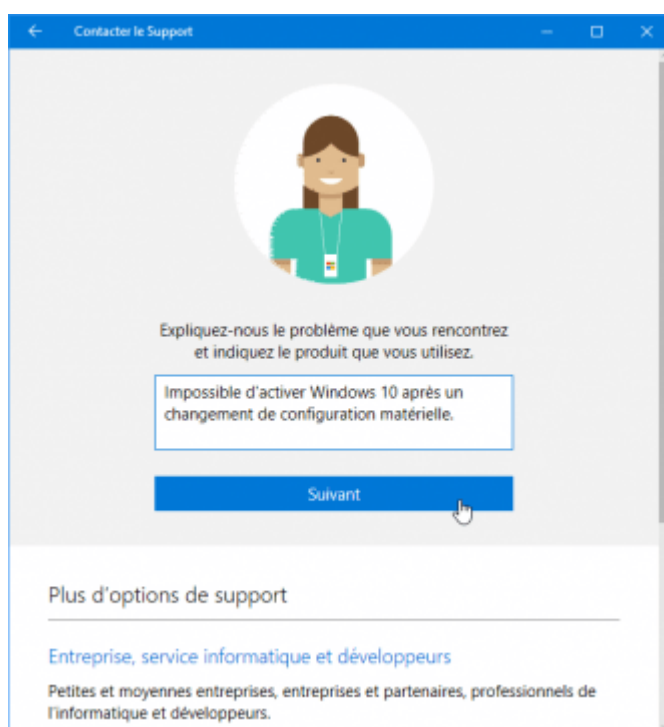 Contacter le Support
Expliquez-nous le problème que vous rencontrez
et indiquez le produit que vous utilisez.
Impossible d'activer Windows 10 après un
changement de configuration matérielle.
Suivant
Plus d'options de support
Entreprise, service informatique et développeurs
Petites et moyennes entreprises, entreprises et partenaires, professionnels de
l'informatique et développeurs.